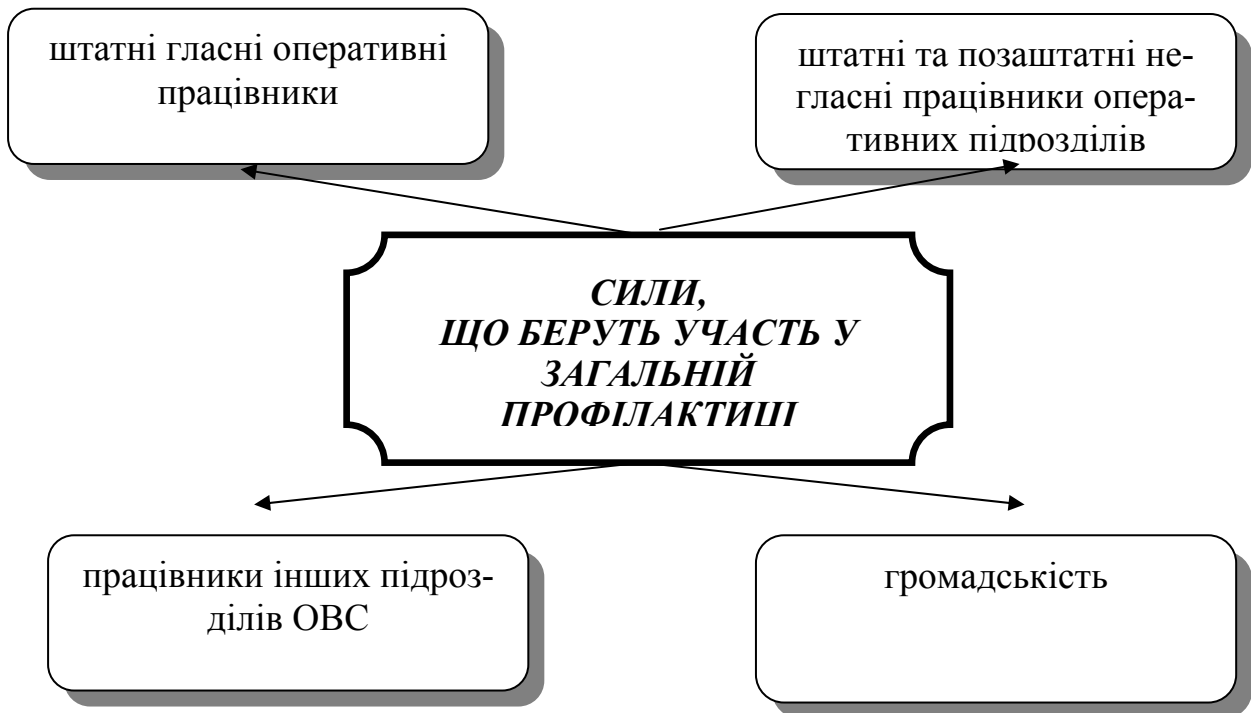 штатні гласні оперативні
працівники
штатні та позаштатні не-
гласні працівники опера-
тивних підрозділів
СИЛИ,
ЩО БЕРУТЬ УЧАСТЬ У
ЗАГАЛЬНІЙ
ПРОФІЛАКТИЦІ
працівники інших підроз-
ділів ОВС
громадськість